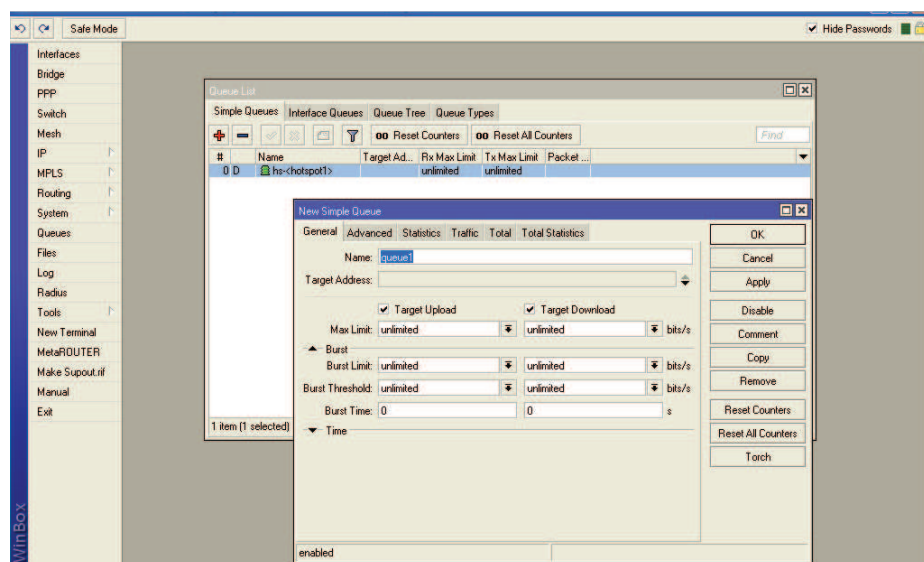 Safe Mode
Hide Passwords
Interfaces
Bridge
PPP
Switch
Mesh
IP
MPLS
Routing
System
Queues
Files
Log
Radius
Tools
New Terminal
MetaROUTER
Make Supout.rif
Manual
Exit
WinBox
Queue List
Simple Queues Interface Queues Queue Tree Queue Types
00 Reset Counters 00 Reset All Counters Find
# Name Target Ad... Rx Max Limit Tx Max Limit Packet ...
0 D hs-<hotspot1> unlimited unlimited
1 item (1 selected)
New Simple Queue
General Advanced Statistics Traffic Total Total Statistics
Name: queue1
Target Address:
Target Upload Target Download
Max Limit: unlimited unlimited bits/s
Burst
Burst Limit: unlimited unlimited bits/s
Burst Threshold: unlimited unlimited bits/s
Burst Time: 0 0 s
Time
enabled
OK
Cancel
Apply
Disable
Comment
Copy
Remove
Reset Counters
Reset All Counters
Torch